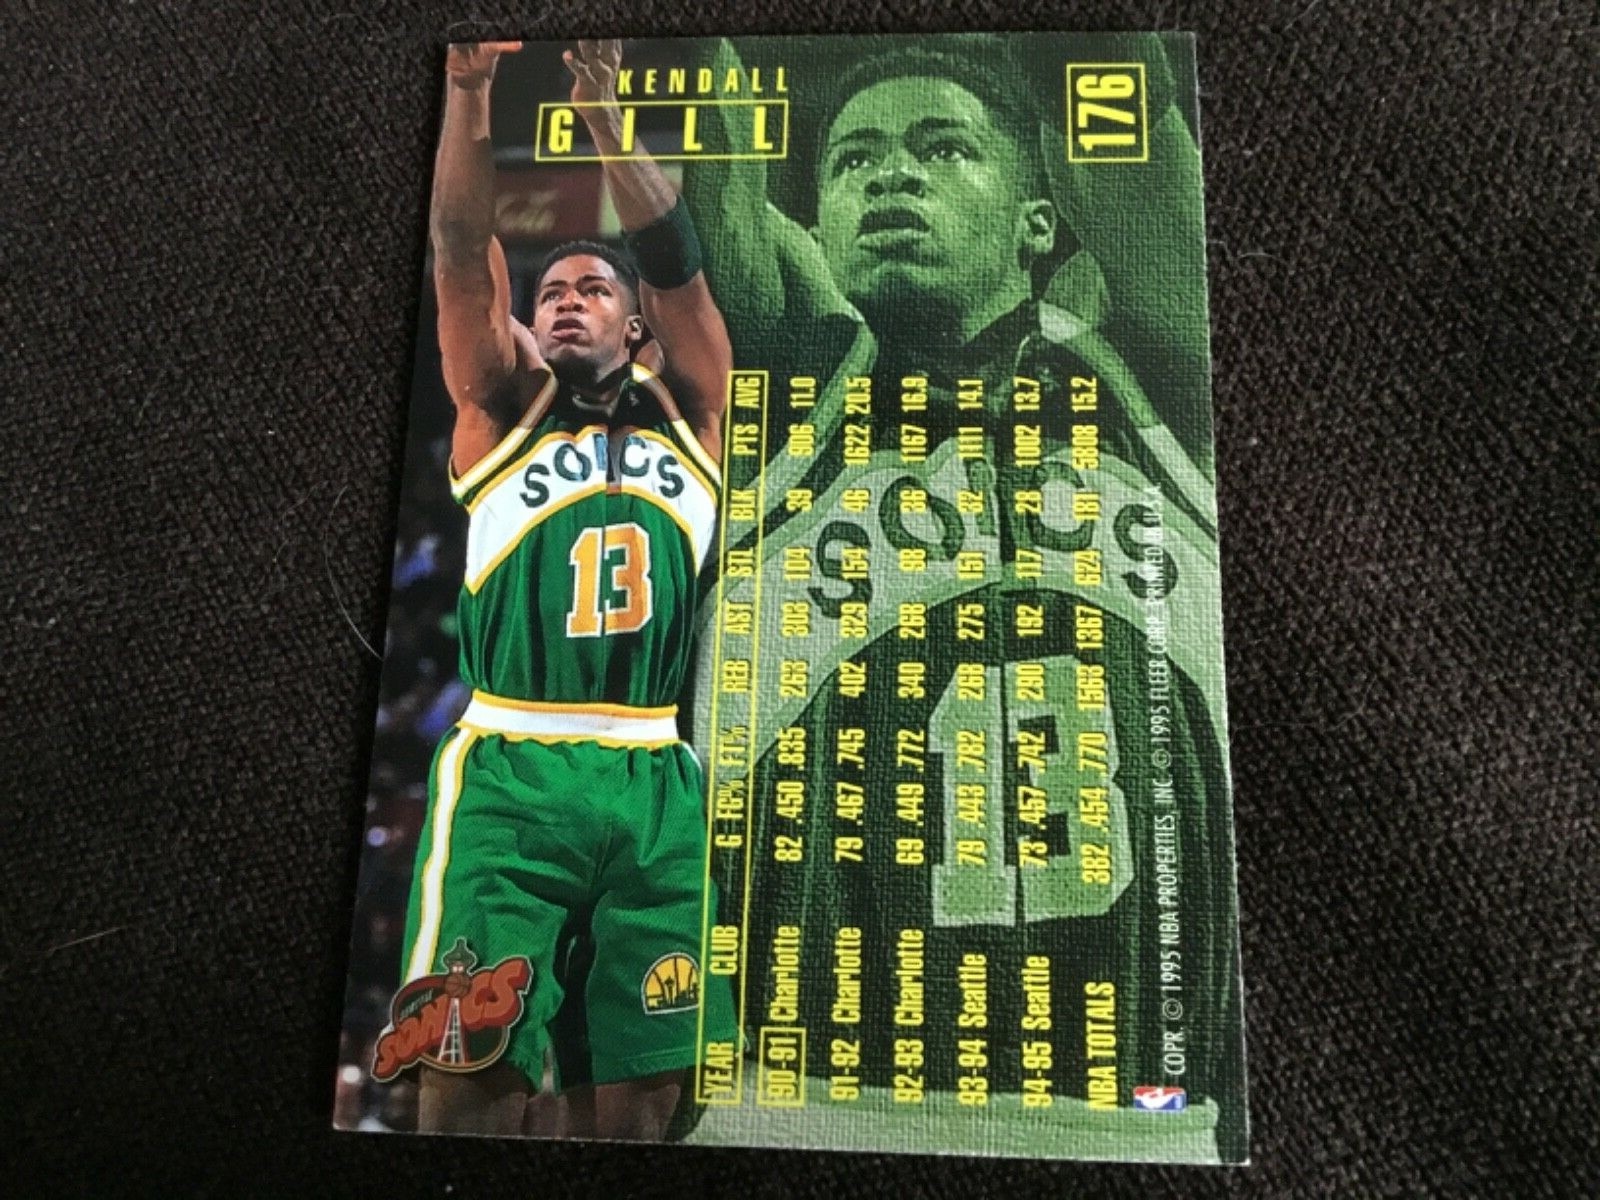 KENDALL
GILL
176
YEAR CLUB G FG% FT% REB AST STL BLK PTS AVG
90-91 Charlotte 82 .450 .835 263 303 104 39 906 11.0
91-92 Charlotte 79 .467 .745 402 329 154 46 1622 20.5
92-93 Charlotte 69 .449 .772 340 268 98 36 1167 16.9
93-94 Seattle 79 .443 .782 268 275 151 32 1111 14.1
94-95 Seattle 73 .457 .742 290 192 117 28 1002 13.7
NBA TOTALS 382 .454 .770 1563 1367 624 181 5808 15.2
COPR. © 1995 NBA PROPERTIES, INC. © 1995 FLEER CORP. PRINTED IN U.S.A.
SONICS
13
SONICS
13
SEATTLE
SONICS